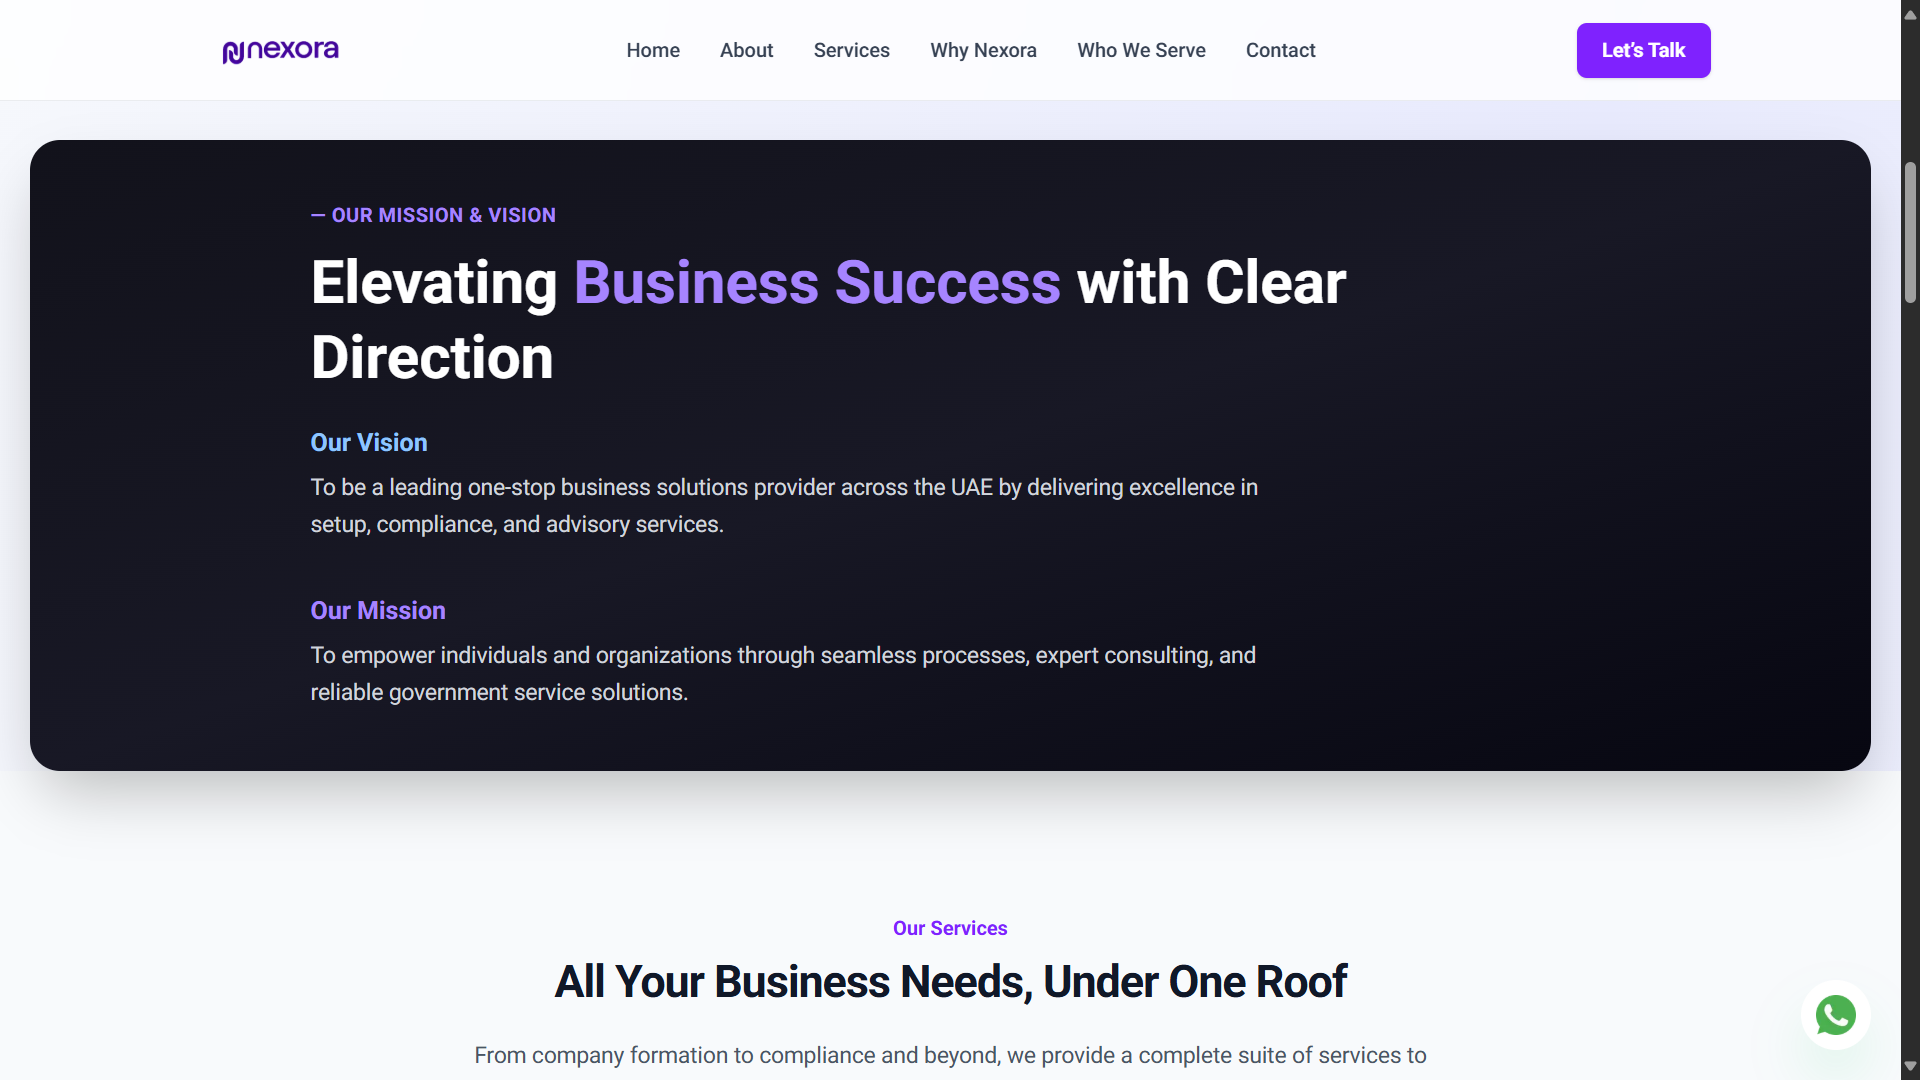 nexora
Home About Services Why Nexora Who We Serve Contact
Let's Talk
— OUR MISSION & VISION
Elevating Business Success with Clear
Direction
Our Vision
To be a leading one-stop business solutions provider across the UAE by delivering excellence in
setup, compliance, and advisory services.
Our Mission
To empower individuals and organizations through seamless processes, expert consulting, and
reliable government service solutions.
Our Services
All Your Business Needs, Under One Roof
From company formation to compliance and beyond, we provide a complete suite of services to